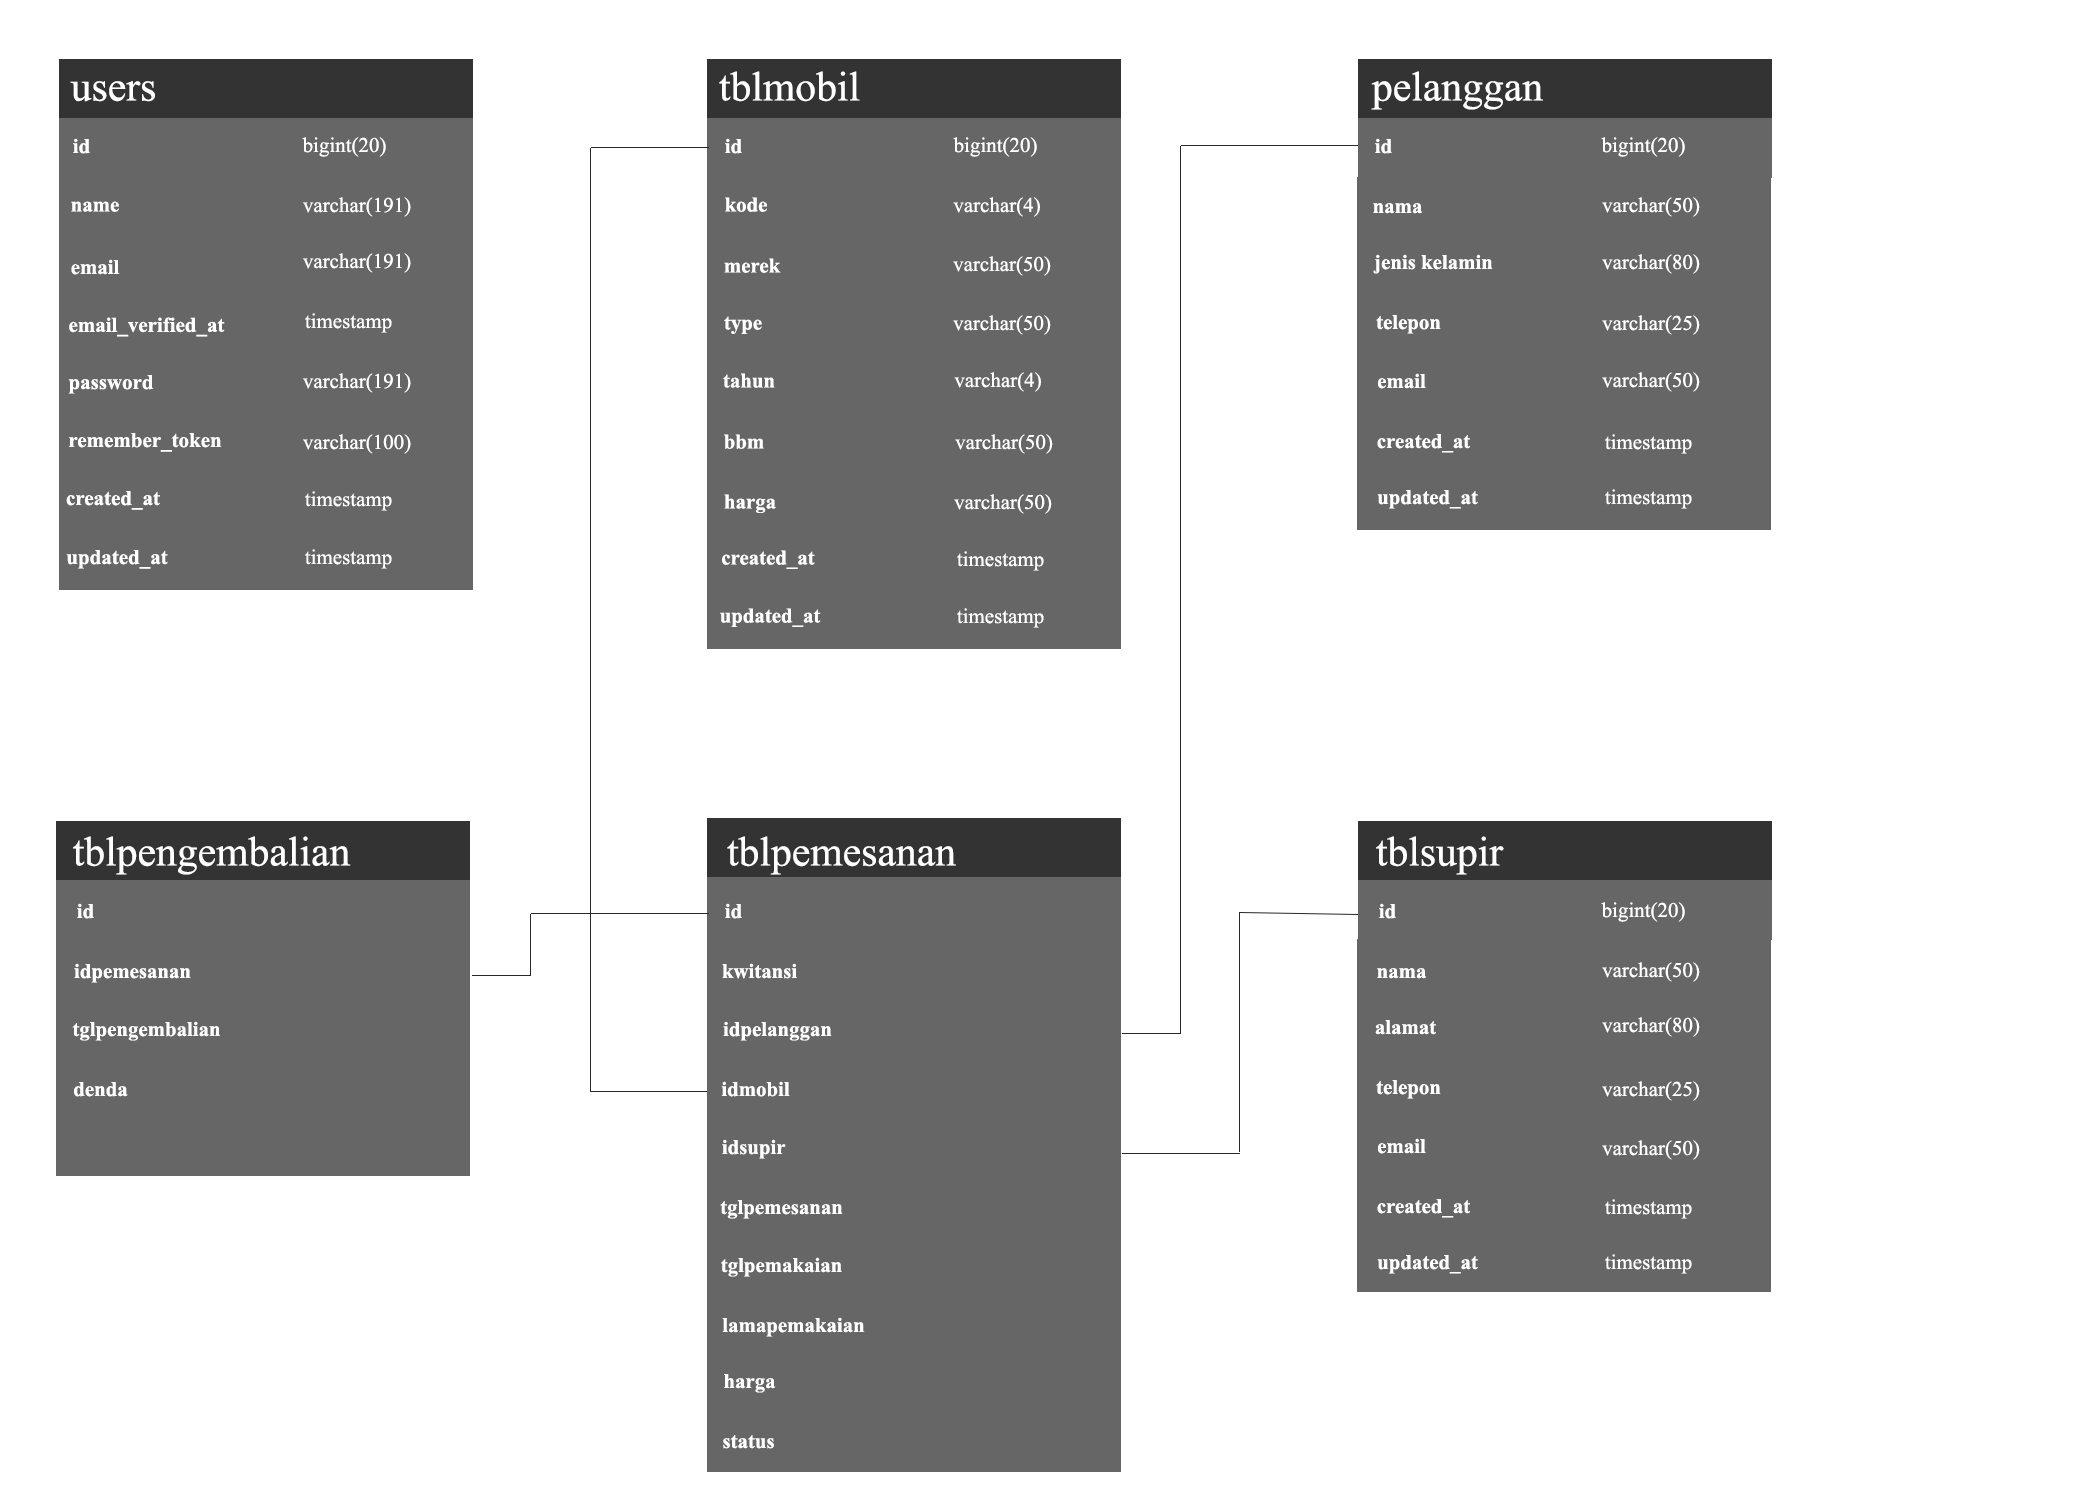 users
id bigint(20)
name varchar(191)
email varchar(191)
email_verified_at timestamp
password varchar(191)
remember_token varchar(100)
created_at timestamp
updated_at timestamp
tblmobil
id bigint(20)
kode varchar(4)
merek varchar(50)
type varchar(50)
tahun varchar(4)
bbm varchar(50)
harga varchar(50)
created_at timestamp
updated_at timestamp
pelanggan
id bigint(20)
nama varchar(50)
jenis kelamin varchar(80)
telepon varchar(25)
email varchar(50)
created_at timestamp
updated_at timestamp
tblpengembalian
id
idpemesanan
tglpengembalian
denda
tblpemesanan
id
kwitansi
idpelanggan
idmobil
idsupir
tglpemesanan
tglpemakaian
lamapemakaian
harga
status
tblsupir
id bigint(20)
nama varchar(50)
alamat varchar(80)
telepon varchar(25)
email varchar(50)
created_at timestamp
updated_at timestamp